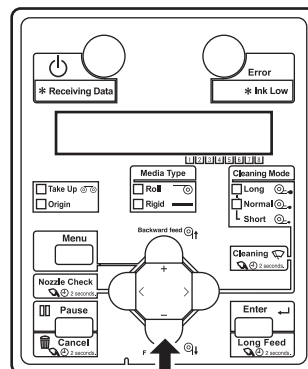 Error
* Receiving Data
* Ink Low
1 2 3 4 5 6 7 8
Media Type
Cleaning Mode
Take Up
Roll
Long
Origin
Rigid
Normal
Short
Backward feed
Menu
+
Cleaning
2 seconds.
Nozzle Check
2 seconds.
< >
Pause
Enter
−
Cancel
2 seconds.
F
Long Feed
2 seconds.